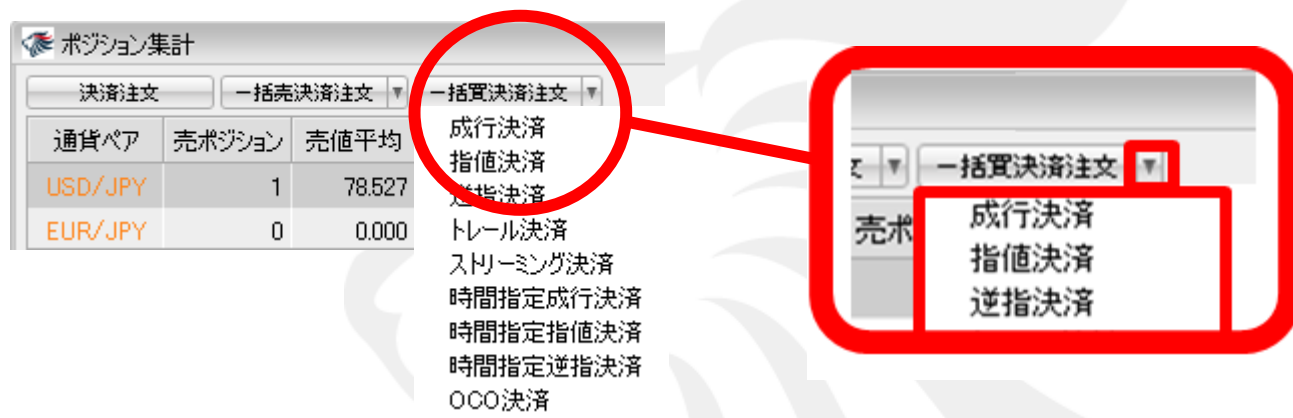 ポジション集計
決済注文 一括売決済注文 ▼ 一括買決済注文 ▼
通貨ペア 売ポジション 売値平均
USD/JPY 1 78.527
EUR/JPY 0 0.000
成行決済
指値決済
逆指決済
トレール決済
ストリーミング決済
時間指定成行決済
時間指定指値決済
時間指定逆指決済
OCO決済
文 ▼ 一括買決済注文 ▼
売ポ
成行決済
指値決済
逆指決済